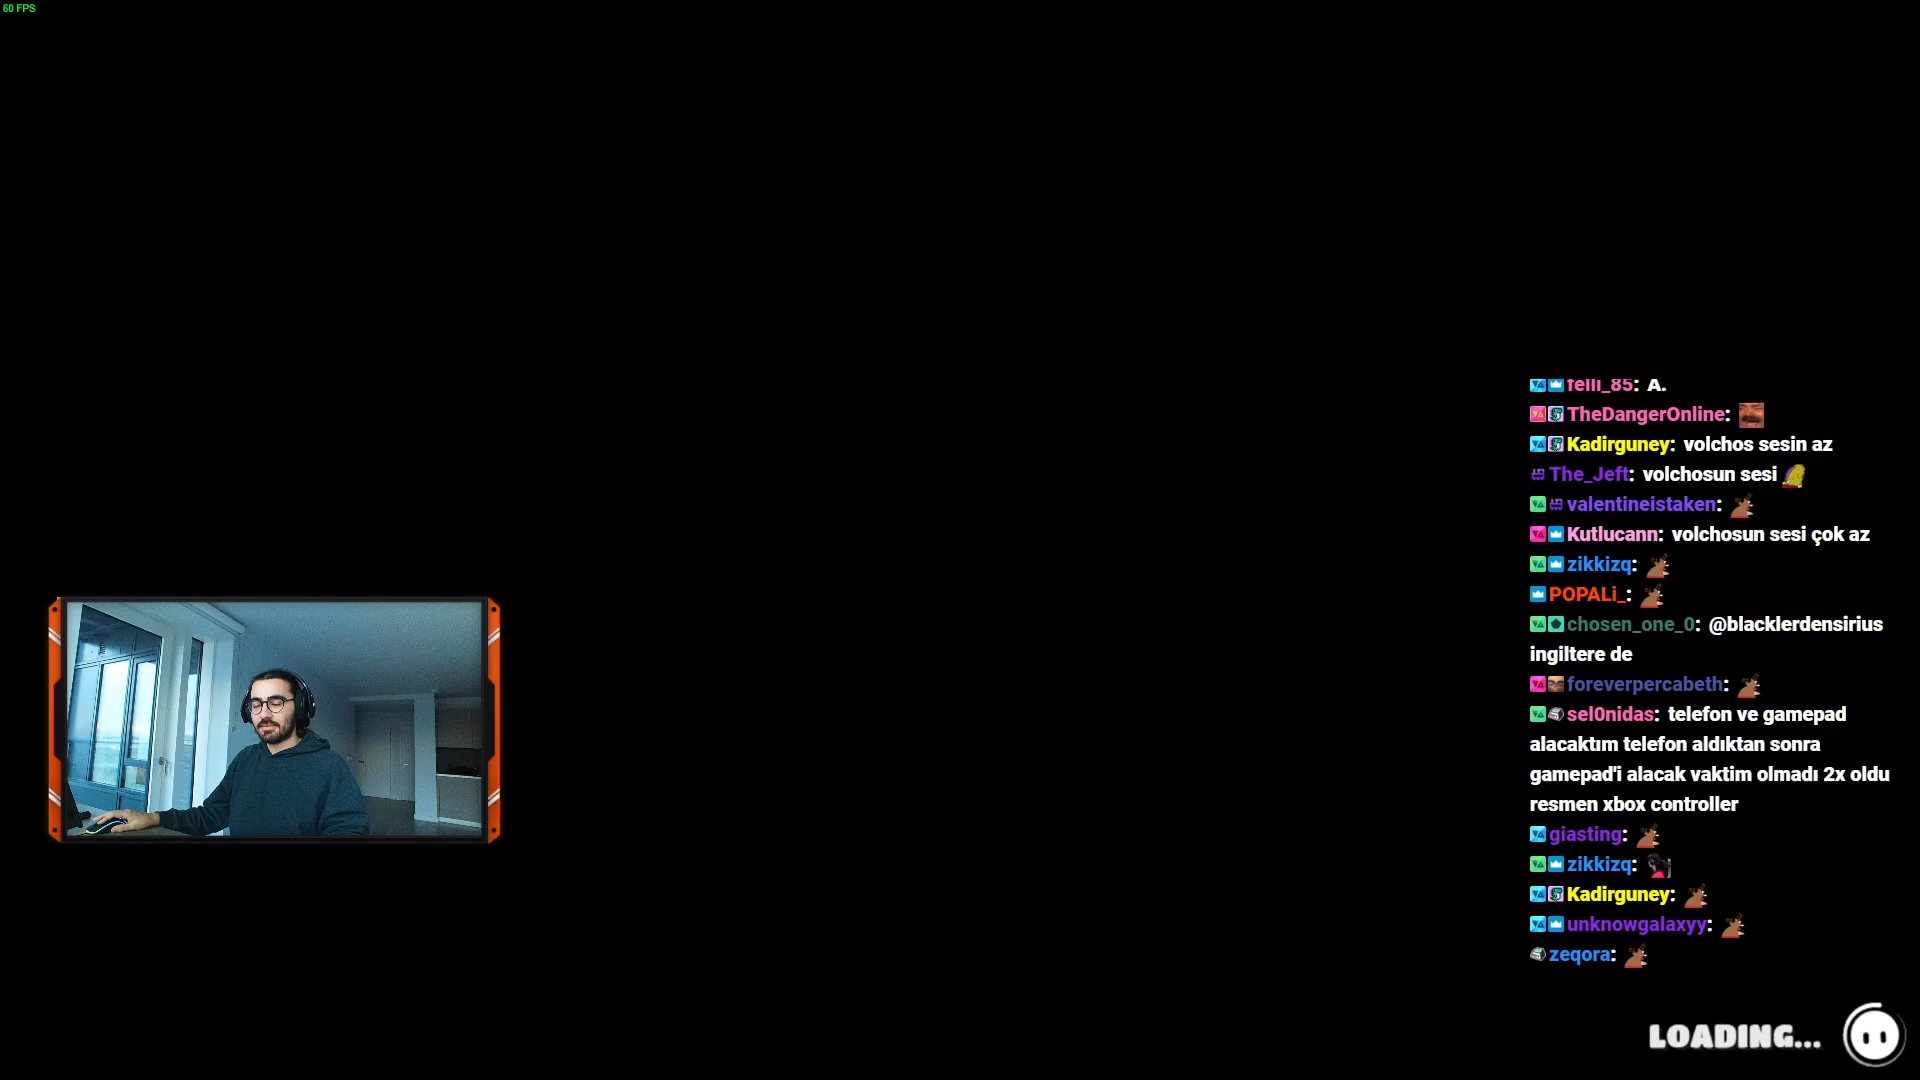 60 FPS
felli_85: A.
TheDangerOnline:
Kadirguney: volchos sesin az
The_Jeft: volchosun sesi
valentineistaken:
Kutlucann: volchosun sesi çok az
zikkizq:
POPALi_:
chosen_one_0: @blacklerdensirius
ingiltere de
foreverpercabeth:
sel0nidas: telefon ve gamepad
alacaktım telefon aldıktan sonra
gamepad'i alacak vaktim olmadı 2x oldu
resmen xbox controller
giasting:
zikkizq:
Kadirguney:
unknowgalaxyy:
zeqora:
LOADING...